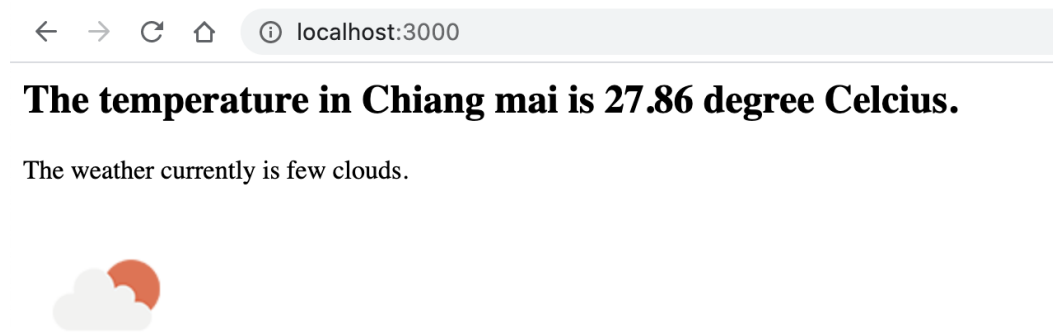 localhost:3000
The temperature in Chiang mai is 27.86 degree Celcius.
The weather currently is few clouds.